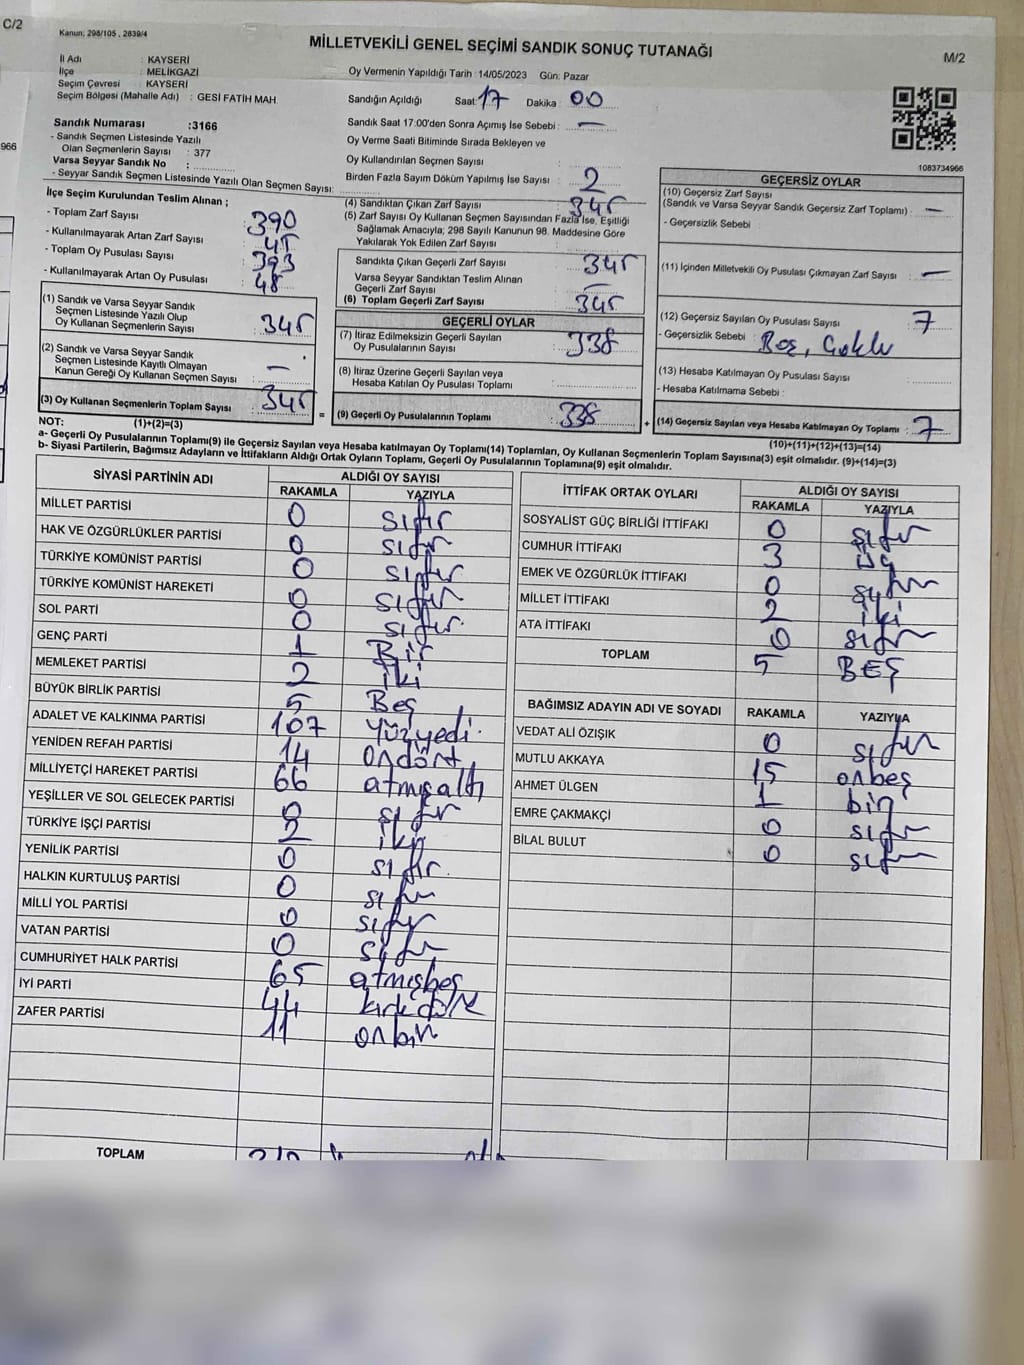 C/2
Kanun; 298/105 , 2839/4
MİLLETVEKİLİ GENEL SEÇİMİ SANDIK SONUÇ TUTANAĞI
M/2
İl Adı : KAYSERİ
İlçe : MELİKGAZİ
Seçim Çevresi : KAYSERİ
Seçim Bölgesi (Mahalle Adı) : GESİ FATİH MAH.
Sandık Numarası :3166
- Sandık Seçmen Listesinde Yazılı
Olan Seçmenlerin Sayısı : 377
Varsa Seyyar Sandık No :
- Seyyar Sandık Seçmen Listesinde Yazılı Olan Seçmen Sayısı:
Oy Vermenin Yapıldığı Tarih :14/05/2023 Gün: Pazar
Sandığın Açıldığı Saat: 17 Dakika : 00
Sandık Saat 17:00'den Sonra Açımış İse Sebebi : —
Oy Verme Saati Bitiminde Sırada Bekleyen ve
Oy Kullandırılan Seçmen Sayısı
Birden Fazla Sayım Döküm Yapılmış İse Sayısı : 2
1083734966
966
İlçe Seçim Kurulundan Teslim Alınan ;
- Toplam Zarf Sayısı : 390
- Kullanılmayarak Artan Zarf Sayısı : 45
- Toplam Oy Pusulası Sayısı : 393
- Kullanılmayarak Artan Oy Pusulası : 48
(1) Sandık ve Varsa Seyyar Sandık
Seçmen Listesinde Yazılı Olup
Oy Kullanan Seçmenlerin Sayısı : 345
(2) Sandık ve Varsa Seyyar Sandık
Seçmen Listesinde Kayıtlı Olmayan
Kanun Gereği Oy Kullanan Seçmen Sayısı : —
(3) Oy Kullanan Seçmenlerin Toplam Sayısı : 345
(1)+(2)=(3)
(4) Sandıktan Çıkan Zarf Sayısı : 345
(5) Zarf Sayısı Oy Kullanan Seçmen Sayısından Fazla İse, Eşitliği
Sağlamak Amacıyla; 298 Sayılı Kanunun 98. Maddesine Göre
Yakılarak Yok Edilen Zarf Sayısı :
Sandıkta Çıkan Geçerli Zarf Sayısı : 345
Varsa Seyyar Sandıktan Teslim Alınan
Geçerli Zarf Sayısı : —
(6) Toplam Geçerli Zarf Sayısı : 345
GEÇERLİ OYLAR
(7) İtiraz Edilmeksizin Geçerli Sayılan
Oy Pusulalarının Sayısı : 338
(8) İtiraz Üzerine Geçerli Sayılan veya
Hesaba Katılan Oy Pusulası Toplamı :
= (9) Geçerli Oy Pusulalarının Toplamı : 338
GEÇERSİZ OYLAR
(10) Geçersiz Zarf Sayısı
(Sandık ve Varsa Seyyar Sandık Geçersiz Zarf Toplamı) : —
- Geçersizlik Sebebi :
(11) İçinden Milletvekili Oy Pusulası Çıkmayan Zarf Sayısı : —
(12) Geçersiz Sayılan Oy Pusulası Sayısı : 7
- Geçersizlik Sebebi : Boş, Çoklu
(13) Hesaba Katılmayan Oy Pusulası Sayısı :
- Hesaba Katılmama Sebebi :
+ (14) Geçersiz Sayılan veya Hesaba Katılmayan Oy Toplamı : 7
(10)+(11)+(12)+(13)=(14)
NOT:
a- Geçerli Oy Pusulalarının Toplamı(9) ile Geçersiz Sayılan veya Hesaba katılmayan Oy Toplamı(14) Toplamları, Oy Kullanan Seçmenlerin Toplam Sayısına(3) eşit olmalıdır. (9)+(14)=(3)
b- Siyasi Partilerin, Bağımsız Adayların ve İttifakların Aldığı Ortak Oyların Toplamı, Geçerli Oy Pusulalarının Toplamına(9) eşit olmalıdır.
SİYASİ PARTİNİN ADI ALDIĞI OY SAYISI
RAKAMLA YAZIYLA
MİLLET PARTİSİ 0 sıfır
HAK VE ÖZGÜRLÜKLER PARTİSİ 0 sıfır
TÜRKİYE KOMÜNİST PARTİSİ 0 sıfır
TÜRKİYE KOMÜNİST HAREKETİ 0 sıfır
SOL PARTİ 0 sıfır
GENÇ PARTİ 1 Bir
MEMLEKET PARTİSİ 2 iki
BÜYÜK BİRLİK PARTİSİ 5 Beş
ADALET VE KALKINMA PARTİSİ 107 yüzyedi
YENİDEN REFAH PARTİSİ 14 ondört
MİLLİYETÇİ HAREKET PARTİSİ 66 atmışaltı
YEŞİLLER VE SOL GELECEK PARTİSİ 0 sıfır
TÜRKİYE İŞÇİ PARTİSİ 2 iki
YENİLİK PARTİSİ 0 sıfır
HALKIN KURTULUŞ PARTİSİ 0 sıfır
MİLLİ YOL PARTİSİ 0 sıfır
VATAN PARTİSİ 0 sıfır
CUMHURİYET HALK PARTİSİ 65 atmışbeş
İYİ PARTİ 44 kırkdört
ZAFER PARTİSİ 11 onbir
TOPLAM
İTTİFAK ORTAK OYLARI ALDIĞI OY SAYISI
RAKAMLA YAZIYLA
SOSYALİST GÜÇ BİRLİĞİ İTTİFAKI 0 sıfır
CUMHUR İTTİFAKI 3 üç
EMEK VE ÖZGÜRLÜK İTTİFAKI 0 sıfır
MİLLET İTTİFAKI 2 iki
ATA İTTİFAKI 0 sıfır
TOPLAM 5 BEŞ
BAĞIMSIZ ADAYIN ADI VE SOYADI RAKAMLA YAZIYLA
VEDAT ALİ ÖZIŞIK 0 sıfır
MUTLU AKKAYA 15 onbeş
AHMET ÜLGEN 1 bir
EMRE ÇAKMAKÇİ 0 sıfır
BİLAL BULUT 0 sıfır